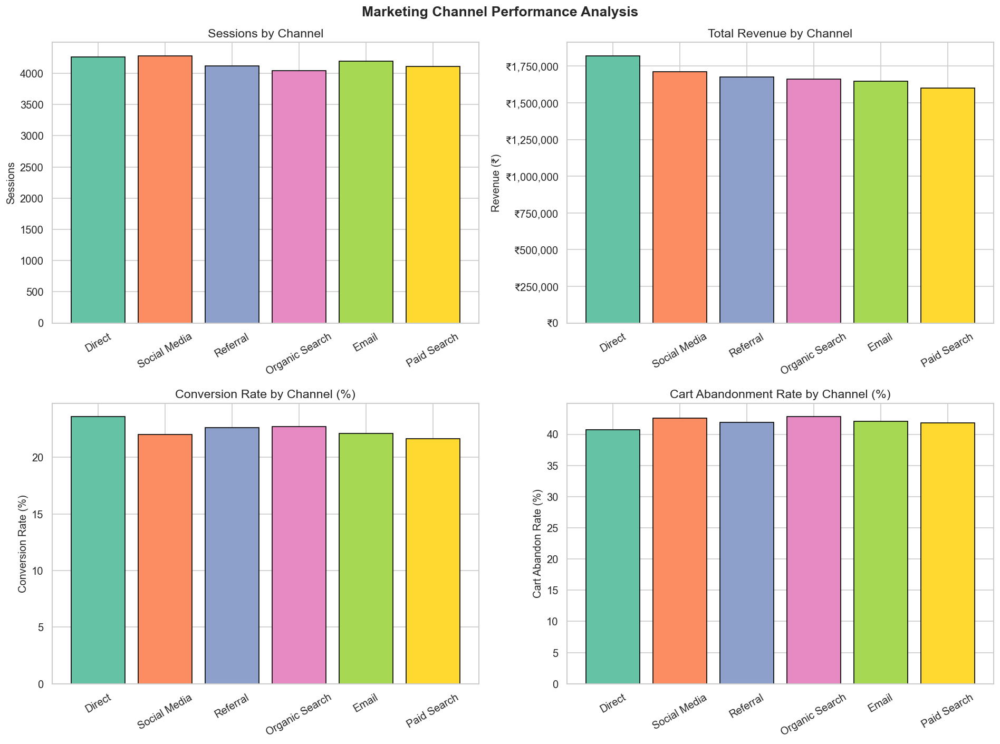 Marketing Channel Performance Analysis
Sessions by Channel
Sessions
4000
3500
3000
2500
2000
1500
1000
500
0
Direct
Social Media
Referral
Organic Search
Email
Paid Search
Total Revenue by Channel
Revenue (₹)
₹1,750,000
₹1,500,000
₹1,250,000
₹1,000,000
₹750,000
₹500,000
₹250,000
₹0
Direct
Social Media
Referral
Organic Search
Email
Paid Search
Conversion Rate by Channel (%)
Conversion Rate (%)
20
15
10
5
0
Direct
Social Media
Referral
Organic Search
Email
Paid Search
Cart Abandonment Rate by Channel (%)
Cart Abandon Rate (%)
40
35
30
25
20
15
10
5
0
Direct
Social Media
Referral
Organic Search
Email
Paid Search